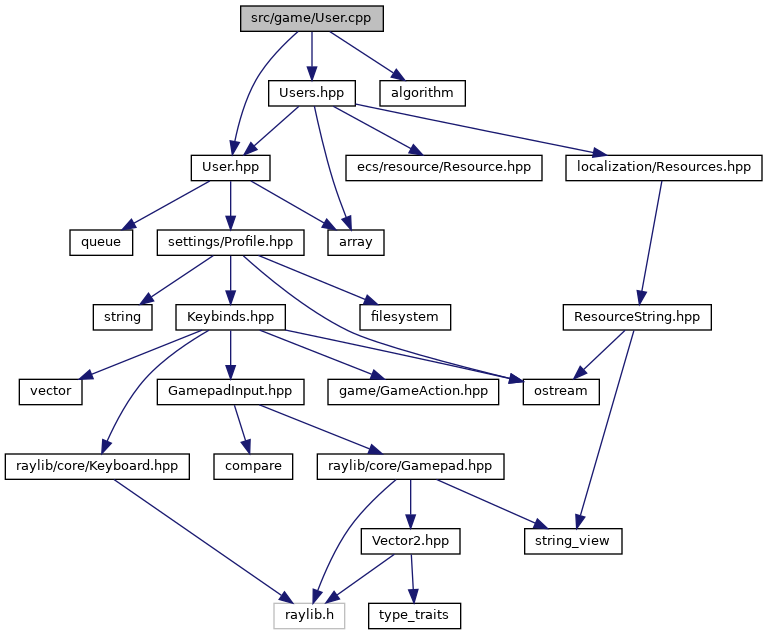 src/game/User.cpp
Users.hpp
algorithm
User.hpp
ecs/resource/Resource.hpp
localization/Resources.hpp
queue
settings/Profile.hpp
array
string
Keybinds.hpp
filesystem
ResourceString.hpp
vector
GamepadInput.hpp
game/GameAction.hpp
ostream
raylib/core/Keyboard.hpp
compare
raylib/core/Gamepad.hpp
Vector2.hpp
string_view
raylib.h
type_traits